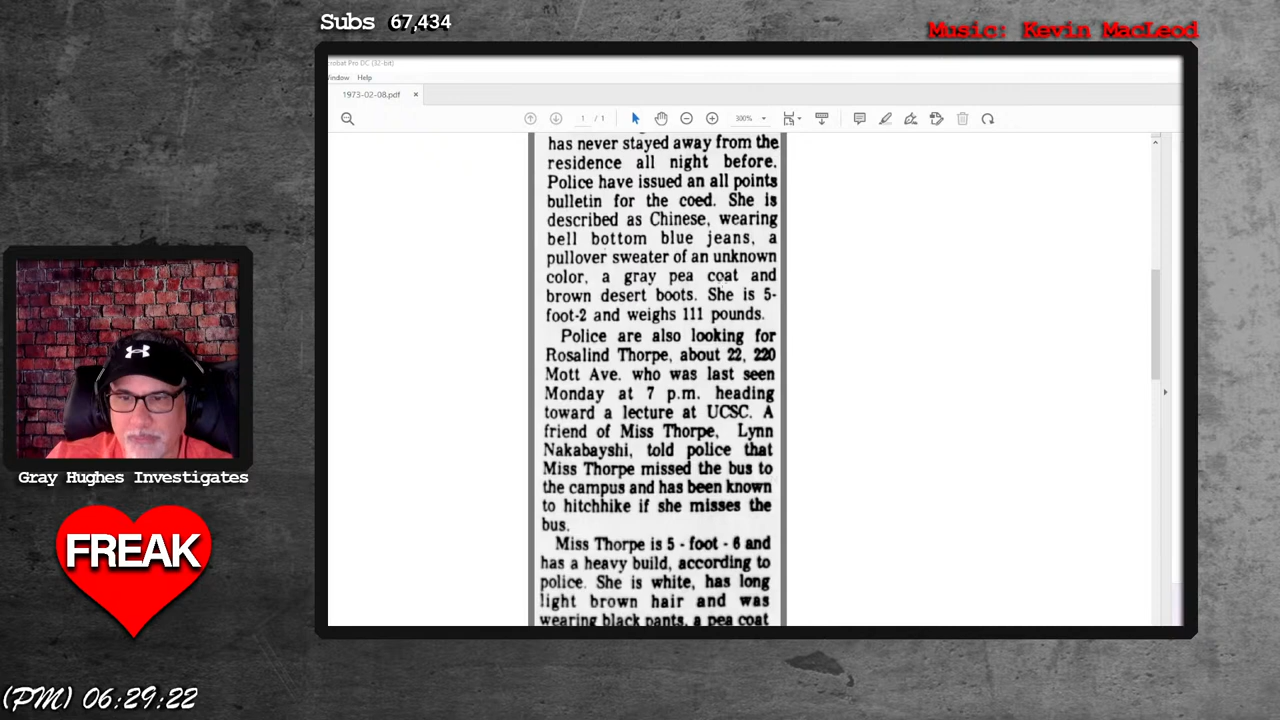 Subs 67,434
Music: Kevin MacLeod
crobat Pro DC (32-bit)
indow Help
1973-02-08.pdf ×
1 / 1
300%
has never stayed away from the
residence all night before.
Police have issued an all points
bulletin for the coed. She is
described as Chinese, wearing
bell bottom blue jeans, a
pullover sweater of an unknown
color, a gray pea coat and
brown desert boots. She is 5-
foot-2 and weighs 111 pounds.
Police are also looking for
Rosalind Thorpe, about 22, 220
Mott Ave. who was last seen
Monday at 7 p.m. heading
toward a lecture at UCSC. A
friend of Miss Thorpe, Lynn
Nakabayshi, told police that
Miss Thorpe missed the bus to
the campus and has been known
to hitchhike if she misses the
bus.
Miss Thorpe is 5 - foot - 6 and
has a heavy build, according to
police. She is white, has long
light brown hair and was
wearing black pants, a pea coat
Gray Hughes Investigates
FREAK
(PM) 06:29:22